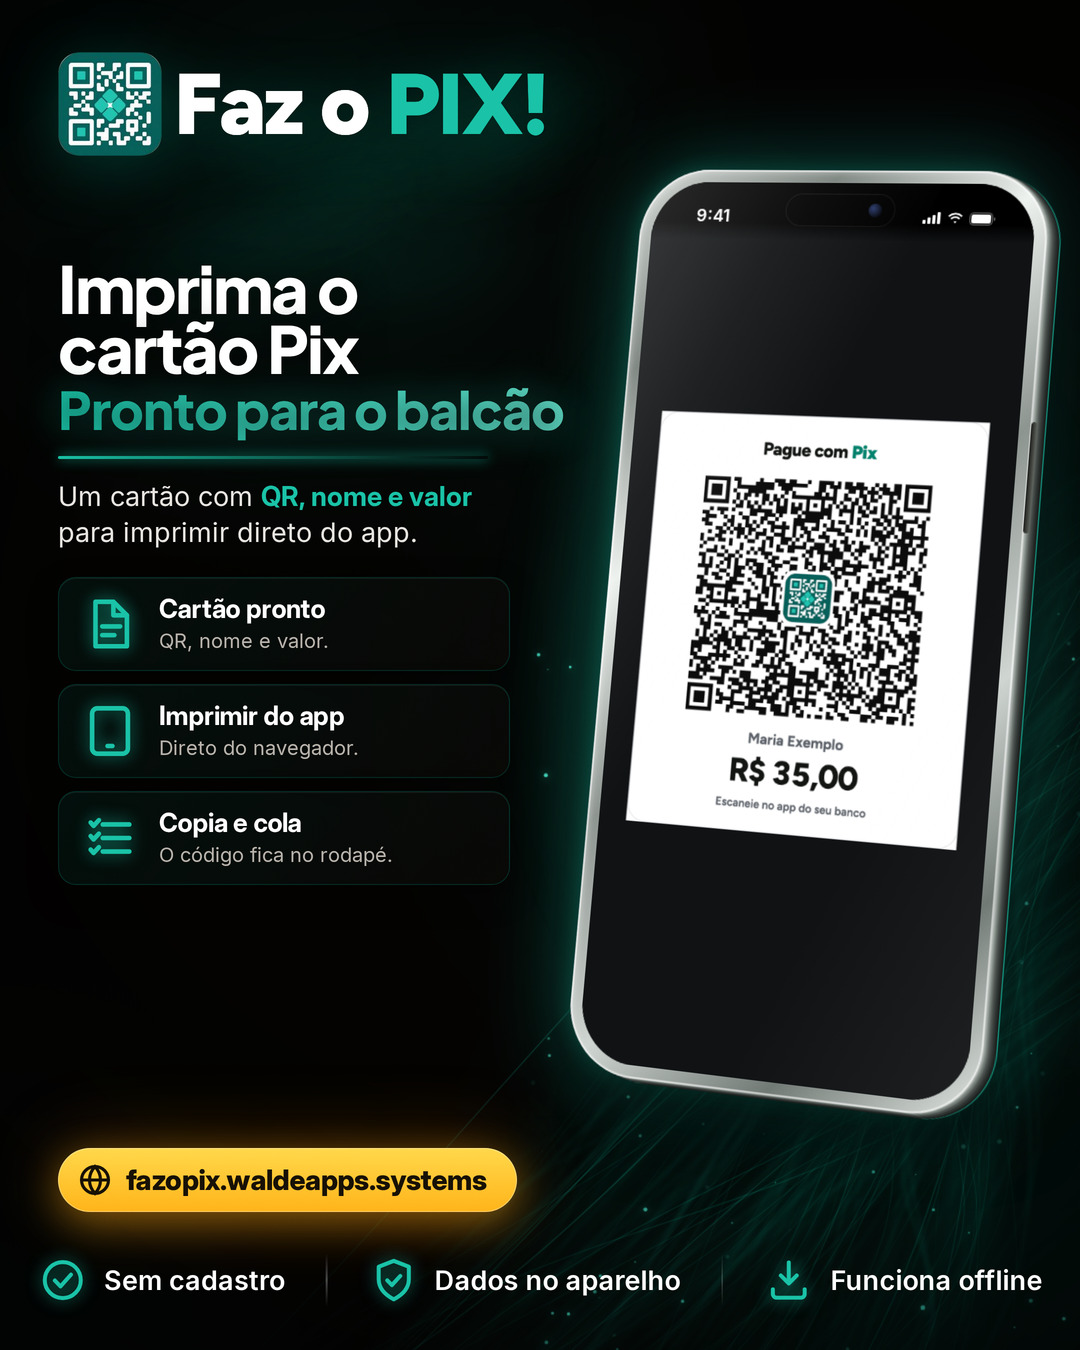 Faz o PIX!
Imprima o
cartão Pix
Pronto para o balcão
Um cartão com QR, nome e valor
para imprimir direto do app.
Cartão pronto
QR, nome e valor.
Imprimir do app
Direto do navegador.
Copia e cola
O código fica no rodapé.
9:41
Pague com Pix
Maria Exemplo
R$ 35,00
Escaneie no app do seu banco
fazopix.waldeapps.systems
Sem cadastro
Dados no aparelho
Funciona offline